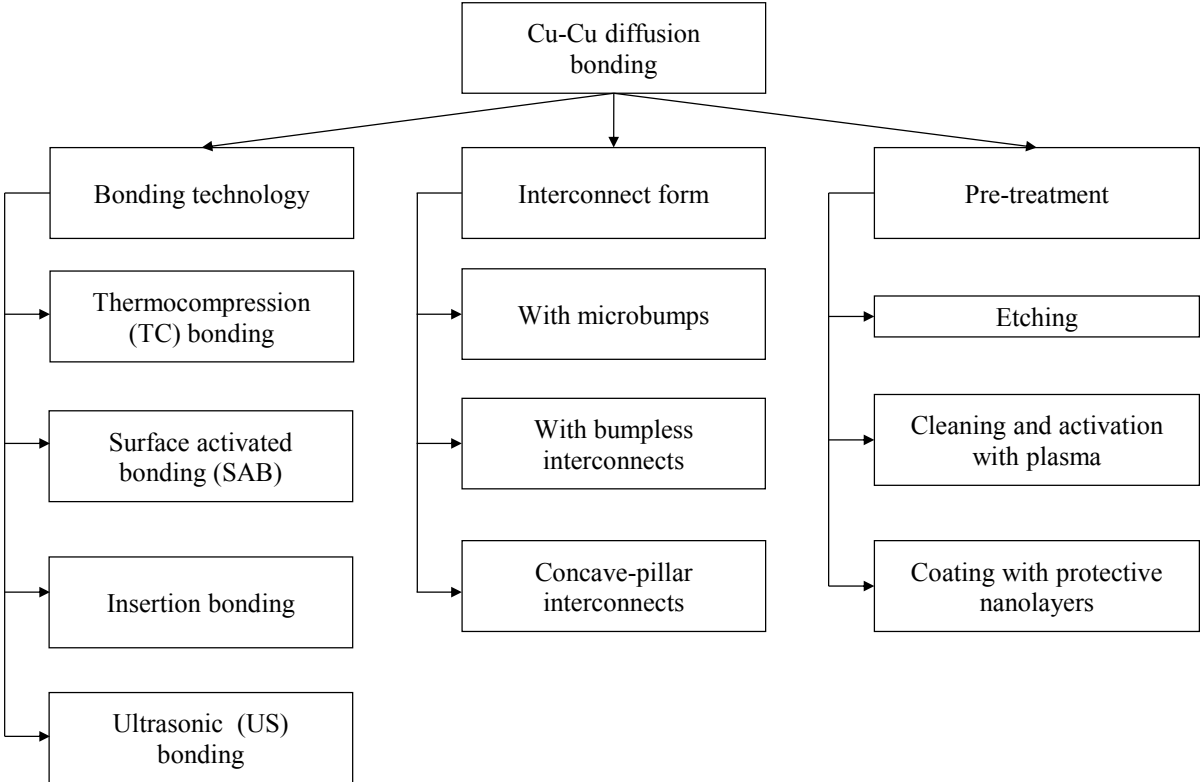 Cu-Cu diffusion
bonding
Bonding technology
Thermocompression
(TC) bonding
Surface activated
bonding (SAB)
Insertion bonding
Ultrasonic (US)
bonding
Interconnect form
With microbumps
With bumpless
interconnects
Concave-pillar
interconnects
Pre-treatment
Etching
Cleaning and activation
with plasma
Coating with protective
nanolayers